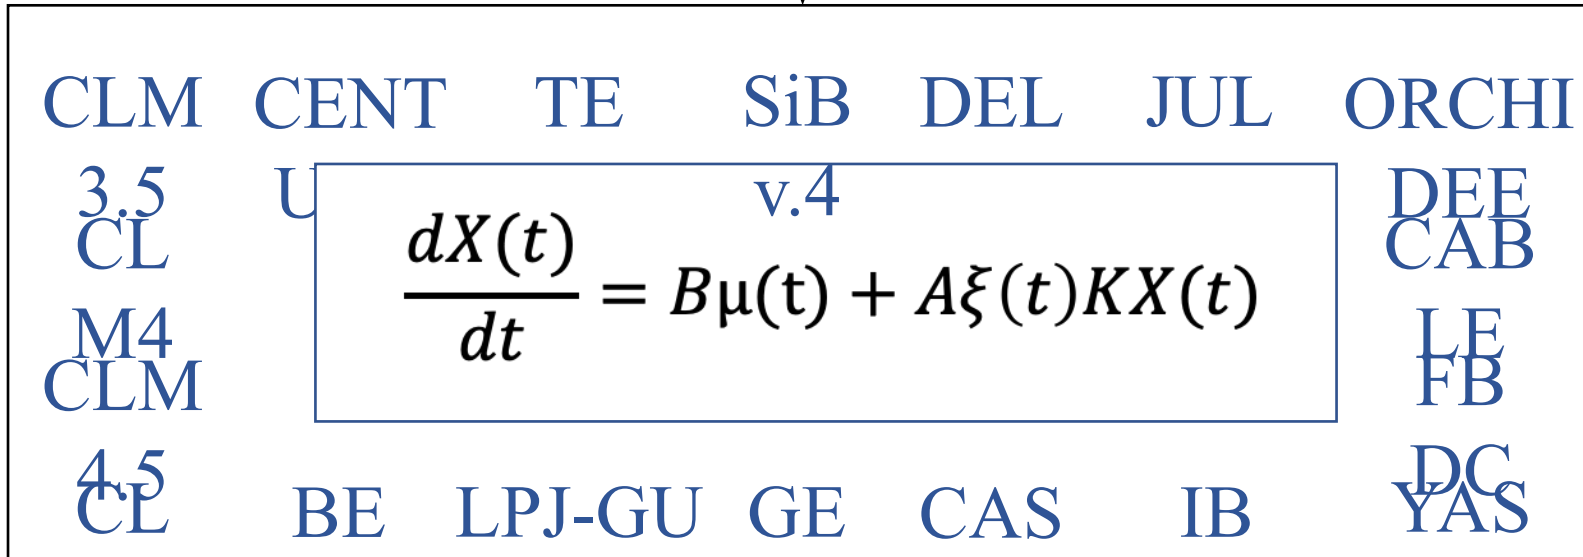 CLM CENT TE SiB DEL JUL ORCHI
3.5 U v.4 DEE
CL CAB
dX(t)/dt = Bμ(t) + Aξ(t)KX(t)
M4 LE
CLM FB
4.5 DC
CL BE LPJ-GU GE CAS IB YAS